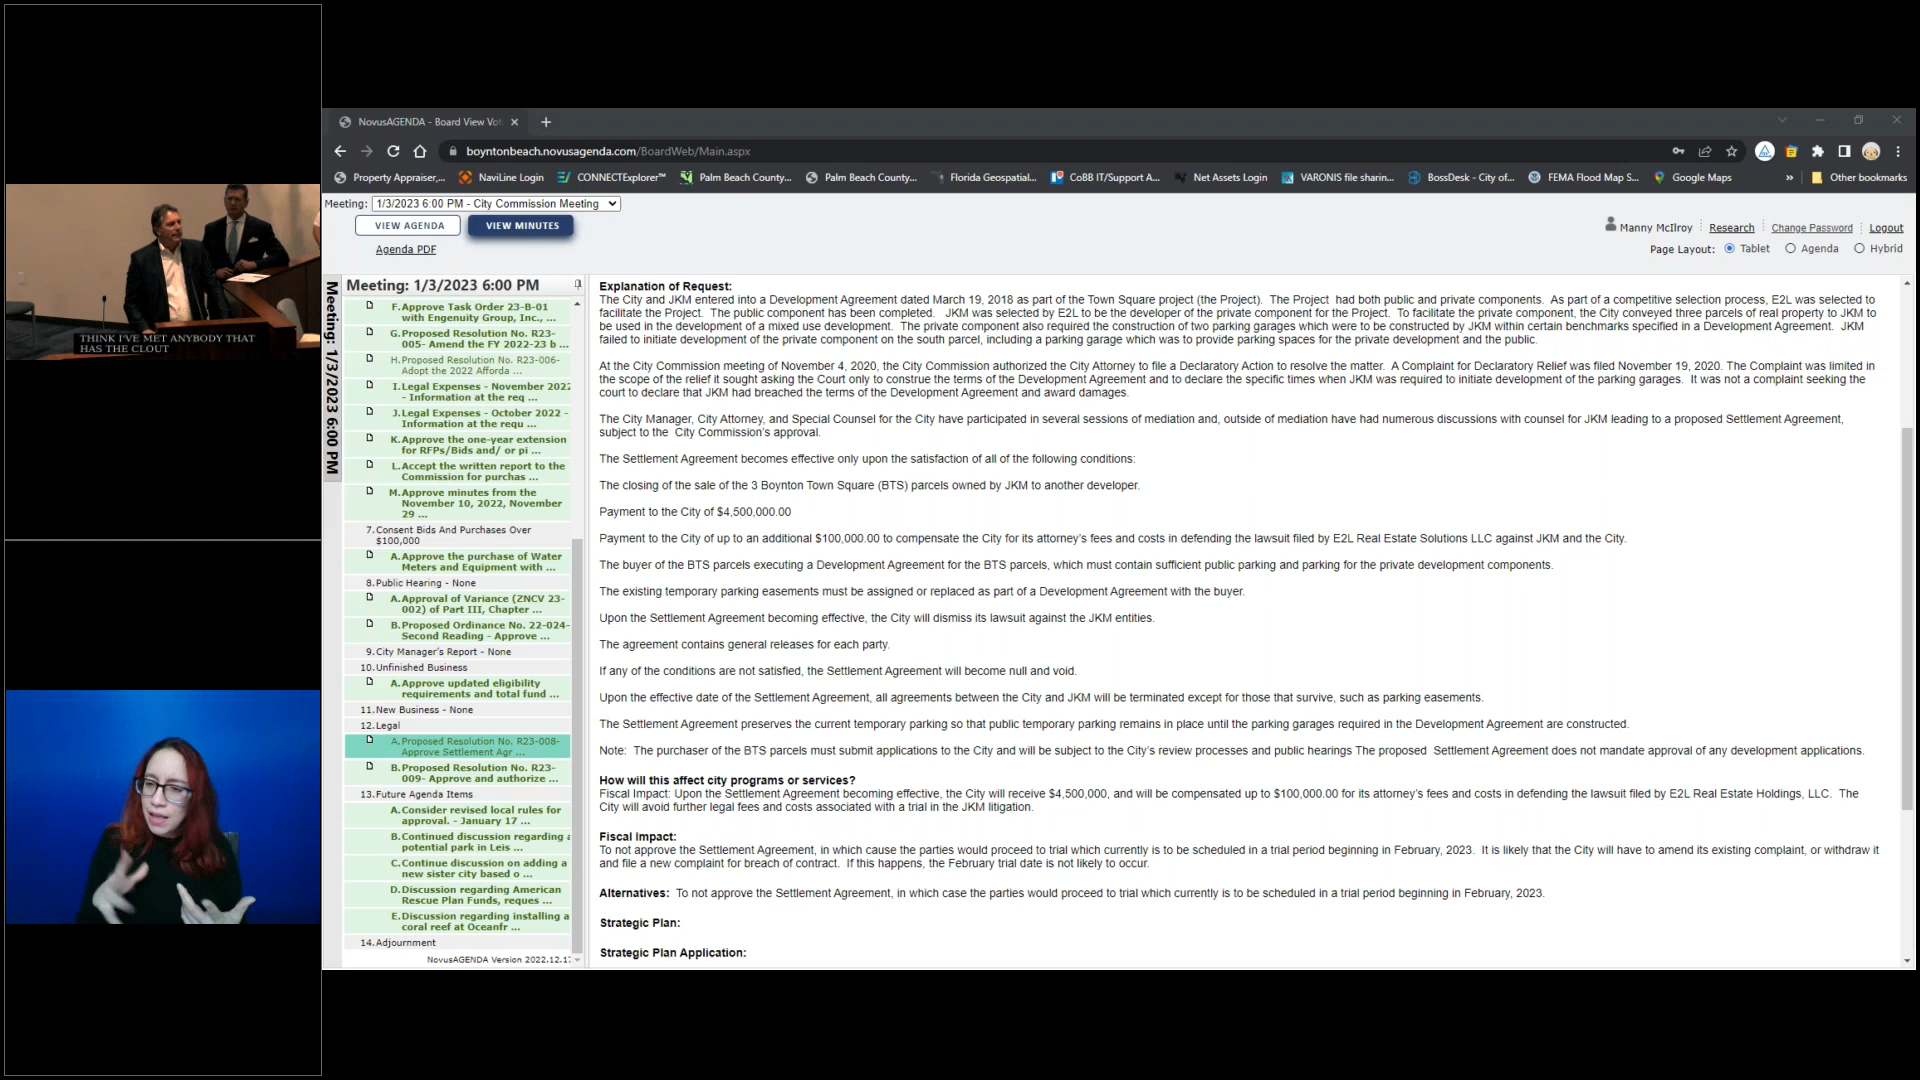 THINK I'VE MET ANYBODY THAT
HAS THE CLOUT
NovusAGENDA - Board View Vot
boyntonbeach.novusagenda.com/BoardWeb/Main.aspx
Property Appraiser,... NaviLine Login CONNECTExplorer™ Palm Beach County... Palm Beach County... Florida Geospatial... CoBB IT/Support A... Net Assets Login VARONIS file sharin... BossDesk - City of... FEMA Flood Map S... Google Maps » Other bookmarks
Meeting: 1/3/2023 6:00 PM - City Commission Meeting
VIEW AGENDA VIEW MINUTES
Agenda PDF
Manny McIlroy Research Change Password Logout
Page Layout: Tablet Agenda Hybrid
Meeting: 1/3/2023 6:00 PM
Meeting: 1/3/2023 6:00 PM
F. Approve Task Order 23-B-01
with Engenuity Group, Inc., ...
G. Proposed Resolution No. R23-
005- Amend the FY 2022-23 b ...
H. Proposed Resolution No. R23-006-
Adopt the 2022 Afforda ...
I. Legal Expenses - November 2022
- Information at the req ...
J. Legal Expenses - October 2022 -
Information at the requ ...
K. Approve the one-year extension
for RFPs/Bids and/ or pi ...
L. Accept the written report to the
Commission for purchas ...
M. Approve minutes from the
November 10, 2022, November
29 ...
7. Consent Bids And Purchases Over
$100,000
A. Approve the purchase of Water
Meters and Equipment with ...
8. Public Hearing - None
A. Approval of Variance (ZNCV 23-
002) of Part III, Chapter ...
B. Proposed Ordinance No. 22-024-
Second Reading - Approve ...
9. City Manager's Report - None
10. Unfinished Business
A. Approve updated eligibility
requirements and total fund ...
11. New Business - None
12. Legal
A. Proposed Resolution No. R23-008-
Approve Settlement Agr ...
B. Proposed Resolution No. R23-
009- Approve and authorize ...
13. Future Agenda Items
A. Consider revised local rules for
approval. - January 17 ...
B. Continued discussion regarding a
potential park in Leis ...
C. Continue discussion on adding a
new sister city based o ...
D. Discussion regarding American
Rescue Plan Funds, reques ...
E. Discussion regarding installing a
coral reef at Oceanfr ...
14. Adjournment
NovusAGENDA Version 2022.12.17
Explanation of Request:
The City and JKM entered into a Development Agreement dated March 19, 2018 as part of the Town Square project (the Project). The Project had both public and private components. As part of a competitive selection process, E2L was selected to
facilitate the Project. The public component has been completed. JKM was selected by E2L to be the developer of the private component for the Project. To facilitate the private component, the City conveyed three parcels of real property to JKM to
be used in the development of a mixed use development. The private component also required the construction of two parking garages which were to be constructed by JKM within certain benchmarks specified in a Development Agreement. JKM
failed to initiate development of the private component on the south parcel, including a parking garage which was to provide parking spaces for the private development and the public.
At the City Commission meeting of November 4, 2020, the City Commission authorized the City Attorney to file a Declaratory Action to resolve the matter. A Complaint for Declaratory Relief was filed November 19, 2020. The Complaint was limited in
the scope of the relief it sought asking the Court only to construe the terms of the Development Agreement and to declare the specific times when JKM was required to initiate development of the parking garages. It was not a complaint seeking the
court to declare that JKM had breached the terms of the Development Agreement and award damages.
The City Manager, City Attorney, and Special Counsel for the City have participated in several sessions of mediation and, outside of mediation have had numerous discussions with counsel for JKM leading to a proposed Settlement Agreement,
subject to the City Commission's approval.
The Settlement Agreement becomes effective only upon the satisfaction of all of the following conditions:
The closing of the sale of the 3 Boynton Town Square (BTS) parcels owned by JKM to another developer.
Payment to the City of $4,500,000.00
Payment to the City of up to an additional $100,000.00 to compensate the City for its attorney's fees and costs in defending the lawsuit filed by E2L Real Estate Solutions LLC against JKM and the City.
The buyer of the BTS parcels executing a Development Agreement for the BTS parcels, which must contain sufficient public parking and parking for the private development components.
The existing temporary parking easements must be assigned or replaced as part of a Development Agreement with the buyer.
Upon the Settlement Agreement becoming effective, the City will dismiss its lawsuit against the JKM entities.
The agreement contains general releases for each party.
If any of the conditions are not satisfied, the Settlement Agreement will become null and void.
Upon the effective date of the Settlement Agreement, all agreements between the City and JKM will be terminated except for those that survive, such as parking easements.
The Settlement Agreement preserves the current temporary parking so that public temporary parking remains in place until the parking garages required in the Development Agreement are constructed.
Note: The purchaser of the BTS parcels must submit applications to the City and will be subject to the City's review processes and public hearings The proposed Settlement Agreement does not mandate approval of any development applications.
How will this affect city programs or services?
Fiscal Impact: Upon the Settlement Agreement becoming effective, the City will receive $4,500,000, and will be compensated up to $100,000.00 for its attorney's fees and costs in defending the lawsuit filed by E2L Real Estate Holdings, LLC. The
City will avoid further legal fees and costs associated with a trial in the JKM litigation.
Fiscal Impact:
To not approve the Settlement Agreement, in which cause the parties would proceed to trial which currently is to be scheduled in a trial period beginning in February, 2023. It is likely that the City will have to amend its existing complaint, or withdraw it
and file a new complaint for breach of contract. If this happens, the February trial date is not likely to occur.
Alternatives: To not approve the Settlement Agreement, in which case the parties would proceed to trial which currently is to be scheduled in a trial period beginning in February, 2023.
Strategic Plan:
Strategic Plan Application: